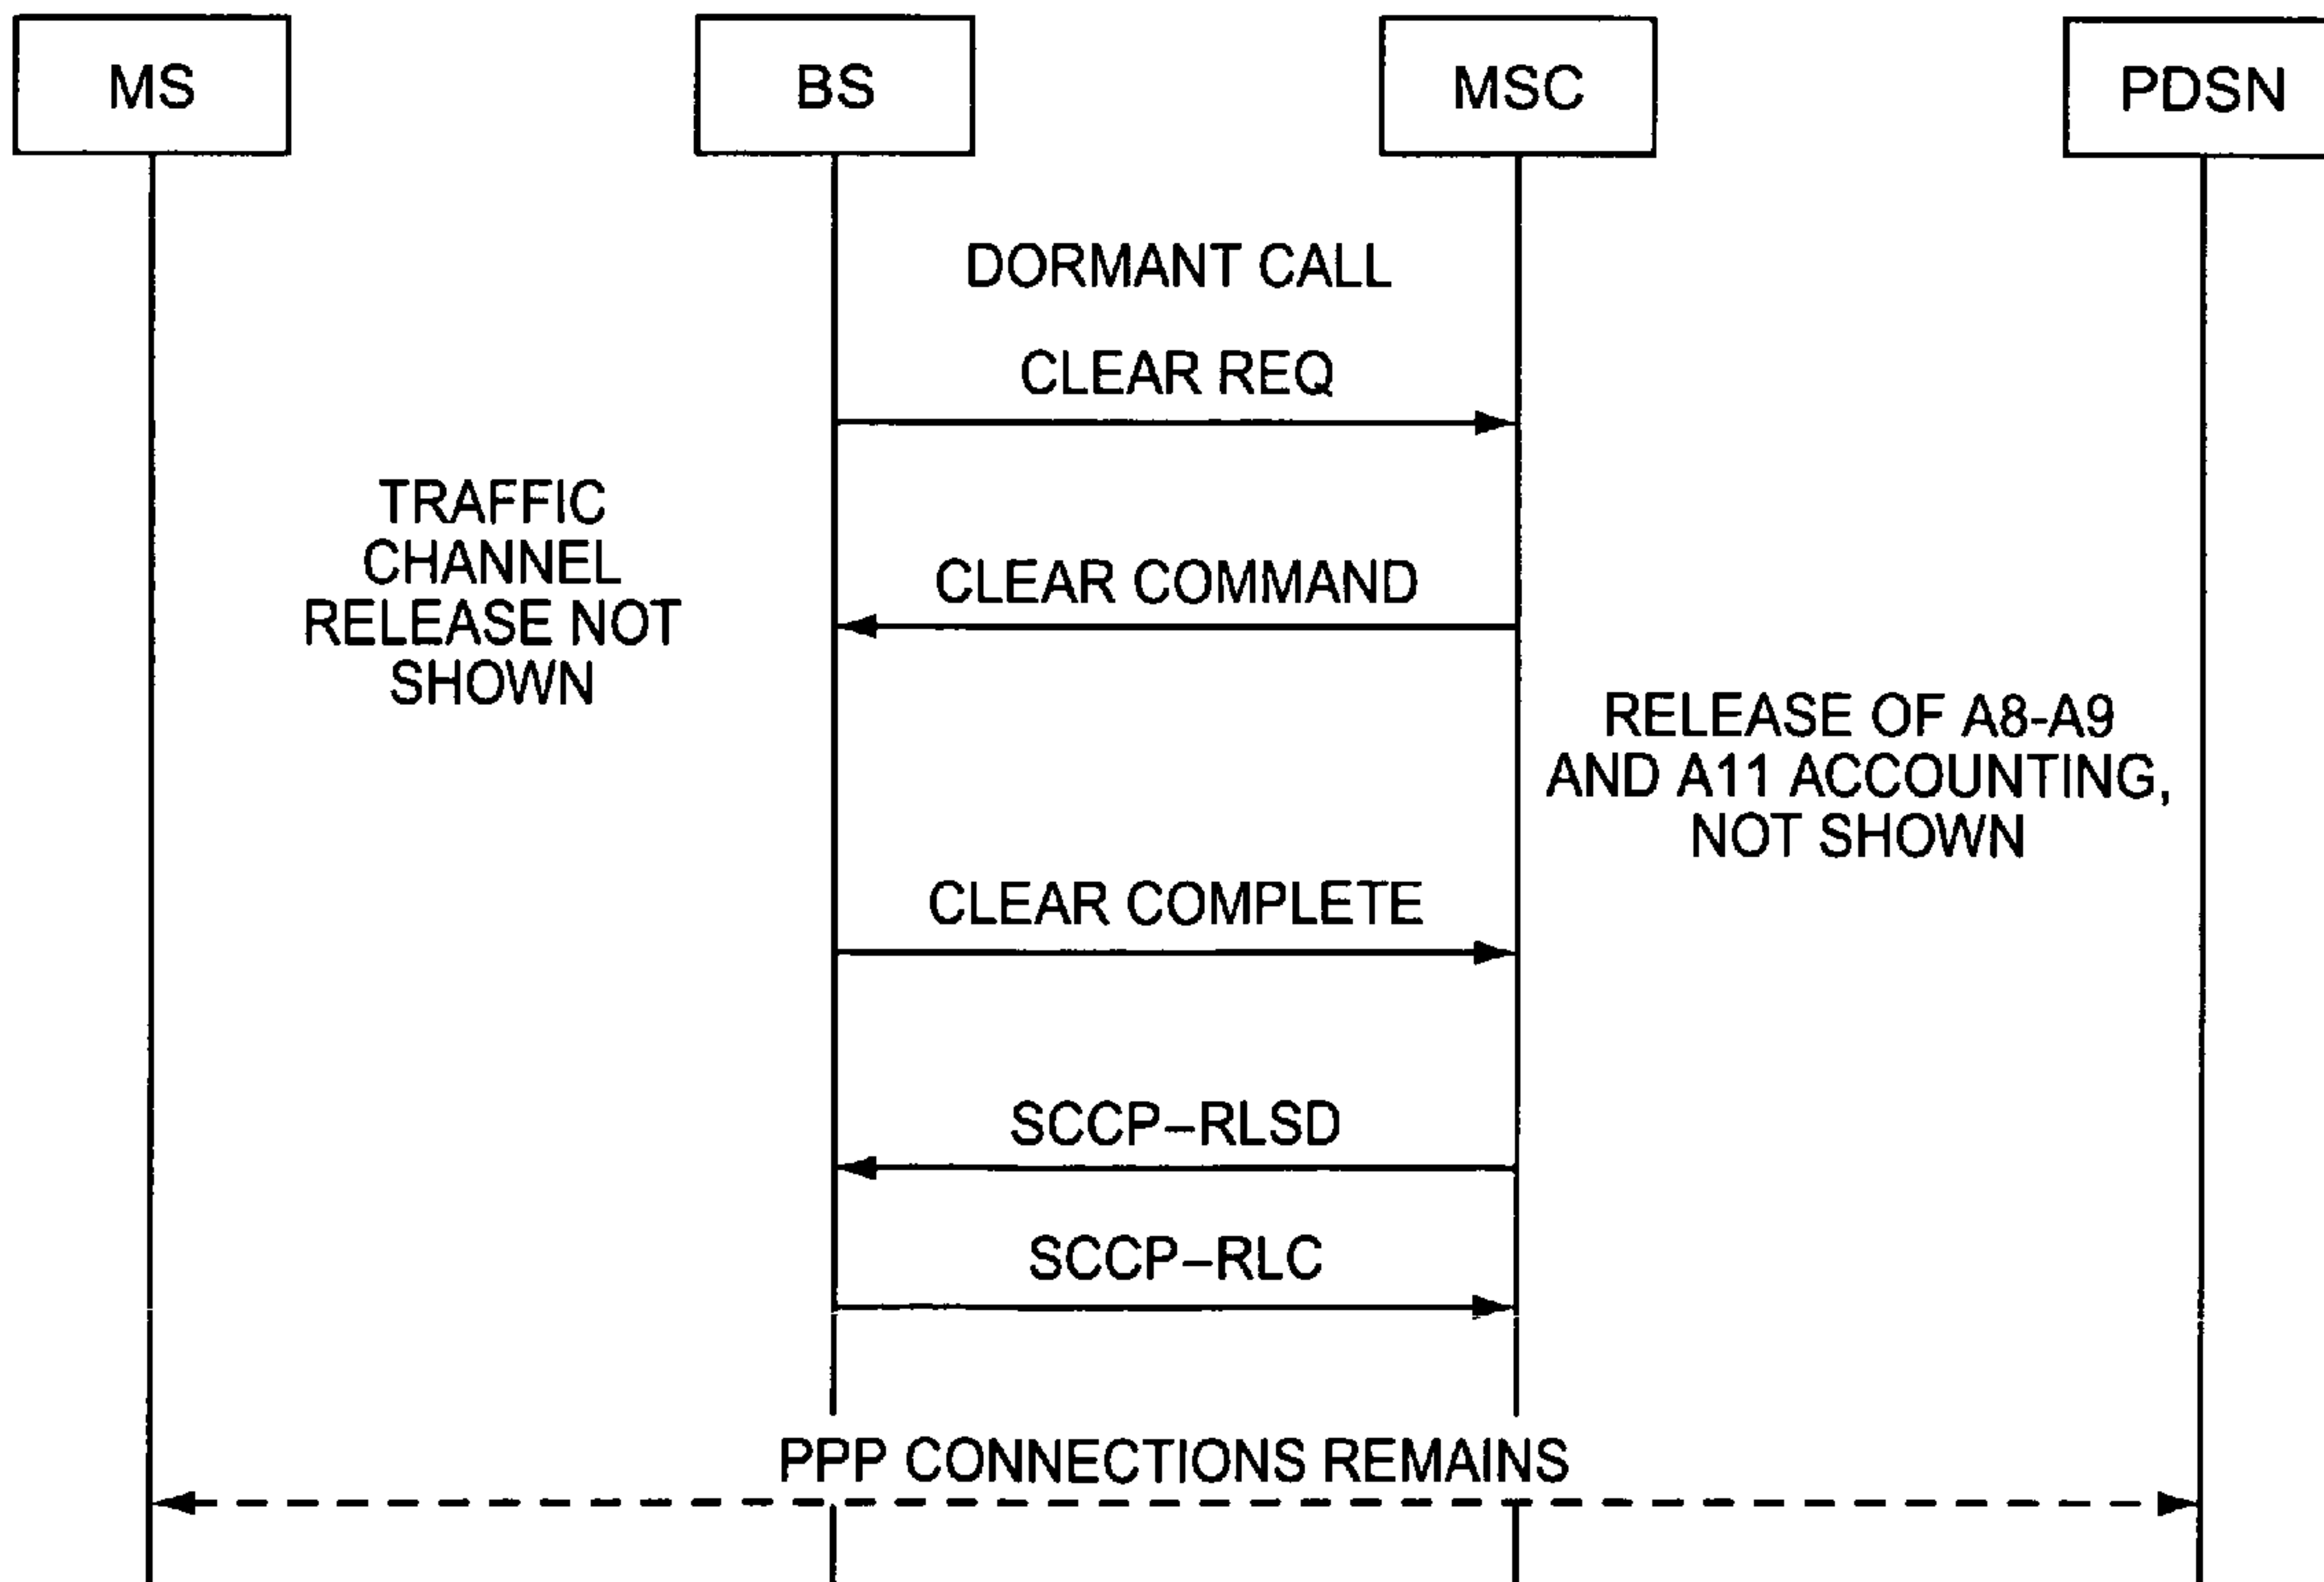 MS
BS
MSC
PDSN
DORMANT CALL
CLEAR REQ
TRAFFIC
CHANNEL
RELEASE NOT
SHOWN
CLEAR COMMAND
RELEASE OF A8-A9
AND A11 ACCOUNTING,
NOT SHOWN
CLEAR COMPLETE
SCCP–RLSD
SCCP–RLC
PPP CONNECTIONS REMAINS